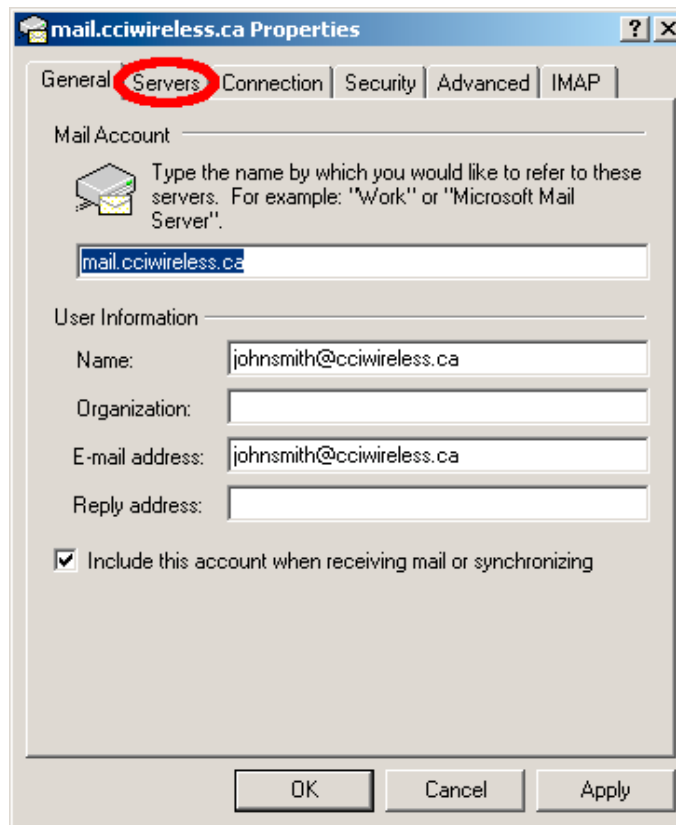 mail.cciwireless.ca Properties
General Servers Connection Security Advanced IMAP
Mail Account
Type the name by which you would like to refer to these
servers. For example: "Work" or "Microsoft Mail
Server".
mail.cciwireless.ca
User Information
Name: johnsmith@cciwireless.ca
Organization:
E-mail address: johnsmith@cciwireless.ca
Reply address:
Include this account when receiving mail or synchronizing
OK Cancel Apply